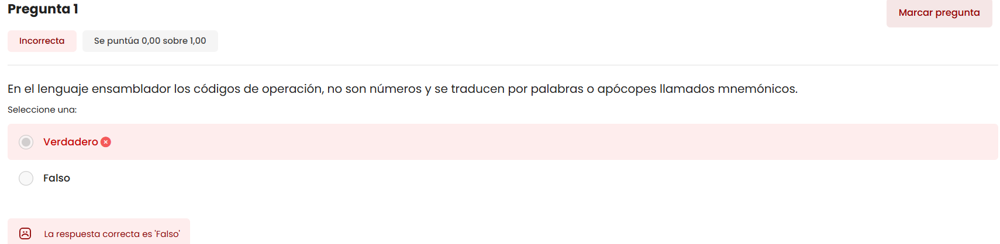 Pregunta 1
Marcar pregunta
Incorrecta
Se puntúa 0,00 sobre 1,00
En el lenguaje ensamblador los códigos de operación, no son números y se traducen por palabras o apócopes llamados mnemónicos.
Seleccione una:
Verdadero
Falso
La respuesta correcta es 'Falso'